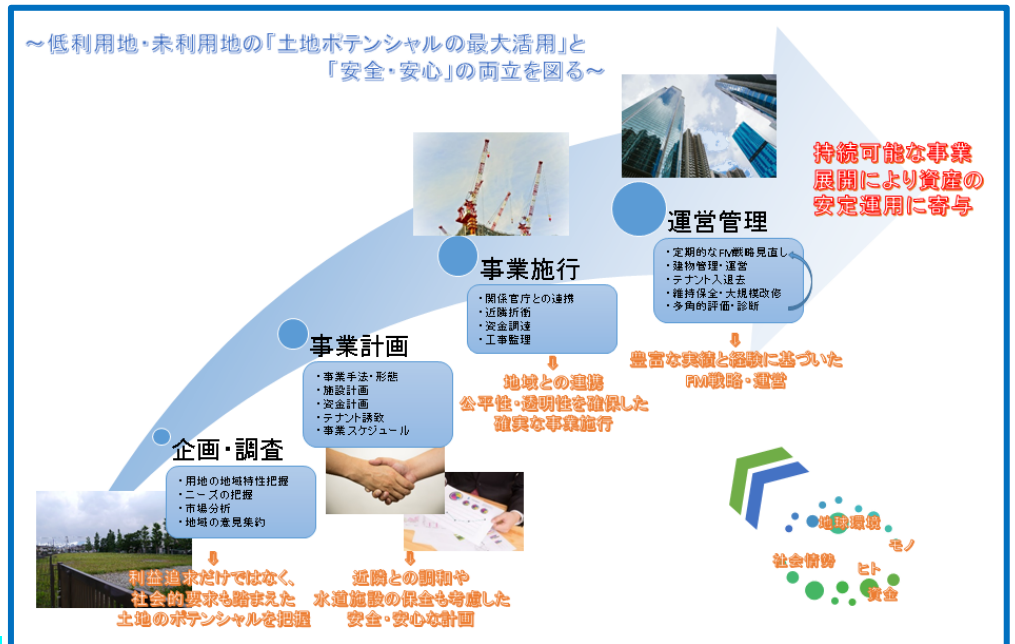 ～低利用地・未利用地の「土地ポテンシャルの最大活用」と
「安全・安心」の両立を図る～
持続可能な事業
展開により資産の
安定運用に寄与
運営管理
・定期的なFM戦略見直し
・建物管理・運営
・テナント入退去
・維持保全・大規模改修
・多角的評価・診断
⇩
豊富な実績と経験に基づいた
FM戦略・運営
事業施行
・関係官庁との連携
・近隣折衝
・資金調達
・工事監理
⇩
地域との連携
公平性・透明性を確保した
確実な事業施行
事業計画
・事業手法・形態
・施設計画
・資金計画
・テナント誘致
・事業スケジュール
⇩
近隣との調和や
水道施設の保全も考慮した
安全・安心な計画
企画・調査
・用地の地域特性把握
・ニーズの把握
・市場分析
・地域の意見集約
⇩
利益追求だけではなく、
社会的要求も踏まえた
土地のポテンシャルを把握
地球環境
モノ
社会情勢
ヒト
資金